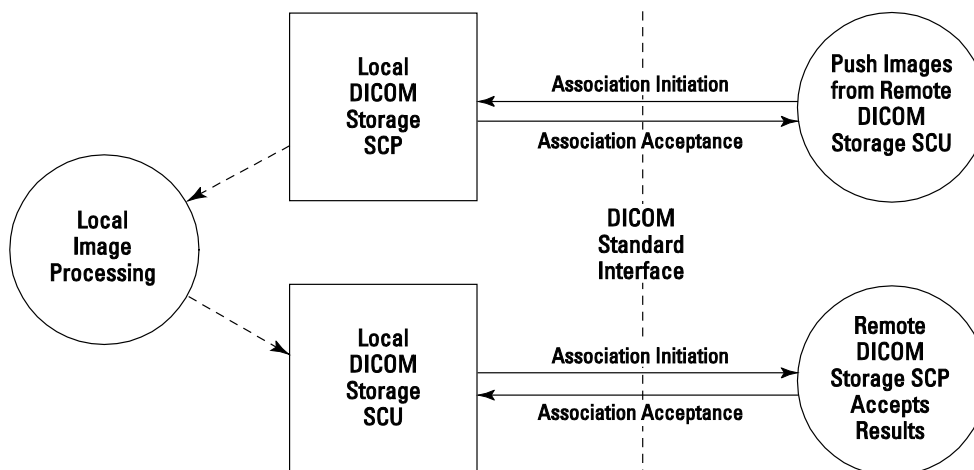 Local
DICOM
Storage
SCP
Association Initiation
Association Acceptance
Push Images
from Remote
DICOM
Storage SCU
Local
Image
Processing
DICOM
Standard
Interface
Local
DICOM
Storage
SCU
Association Initiation
Association Acceptance
Remote
DICOM
Storage SCP
Accepts
Results